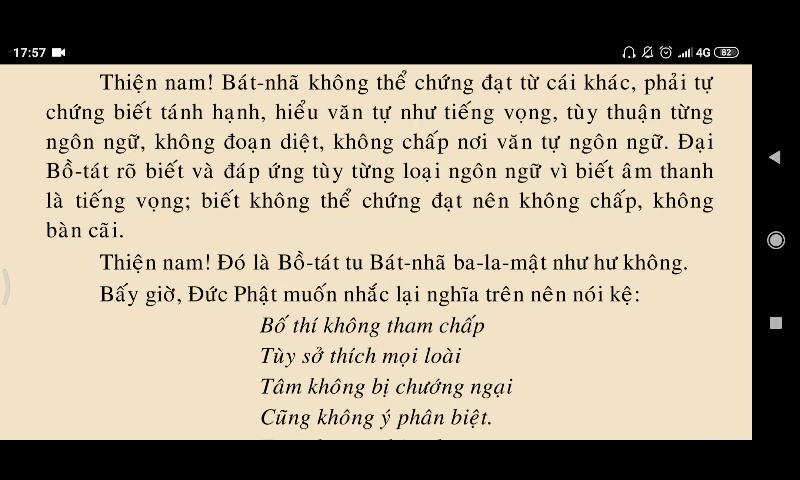 17:57
4G 82
Thiện nam! Bát-nhã không thể chứng đạt từ cái khác, phải tự
chứng biết tánh hạnh, hiểu văn tự như tiếng vọng, tùy thuận từng
ngôn ngữ, không đoạn diệt, không chấp nơi văn tự ngôn ngữ. Đại
Bồ-tát rõ biết và đáp ứng tùy từng loại ngôn ngữ vì biết âm thanh
là tiếng vọng; biết không thể chứng đạt nên không chấp, không
bàn cãi.
Thiện nam! Đó là Bồ-tát tu Bát-nhã ba-la-mật như hư không.
Bấy giờ, Đức Phật muốn nhắc lại nghĩa trên nên nói kệ:
Bố thí không tham chấp
Tùy sở thích mọi loài
Tâm không bị chướng ngại
Cũng không ý phân biệt.